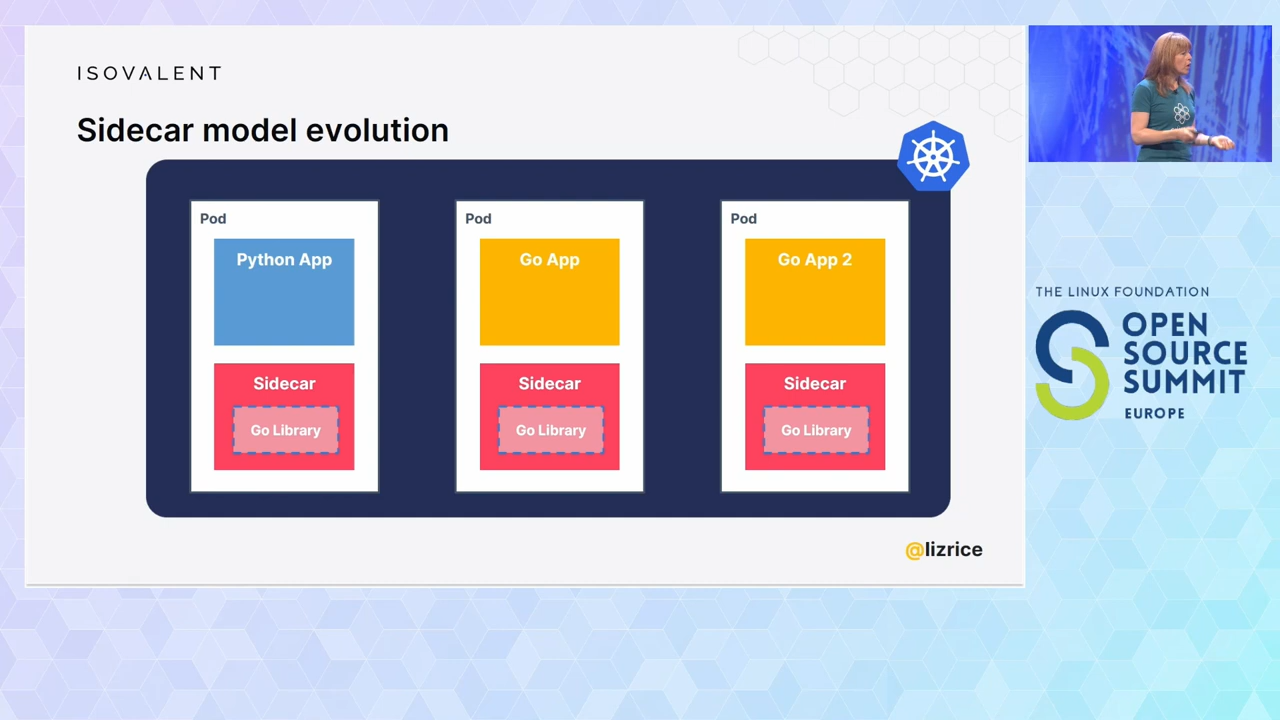 ISOVALENT
Sidecar model evolution
Pod
Python App
Sidecar
Go Library
Pod
Go App
Sidecar
Go Library
Pod
Go App 2
Sidecar
Go Library
@lizrice
THE LINUX FOUNDATION
OPEN
SOURCE
SUMMIT
EUROPE